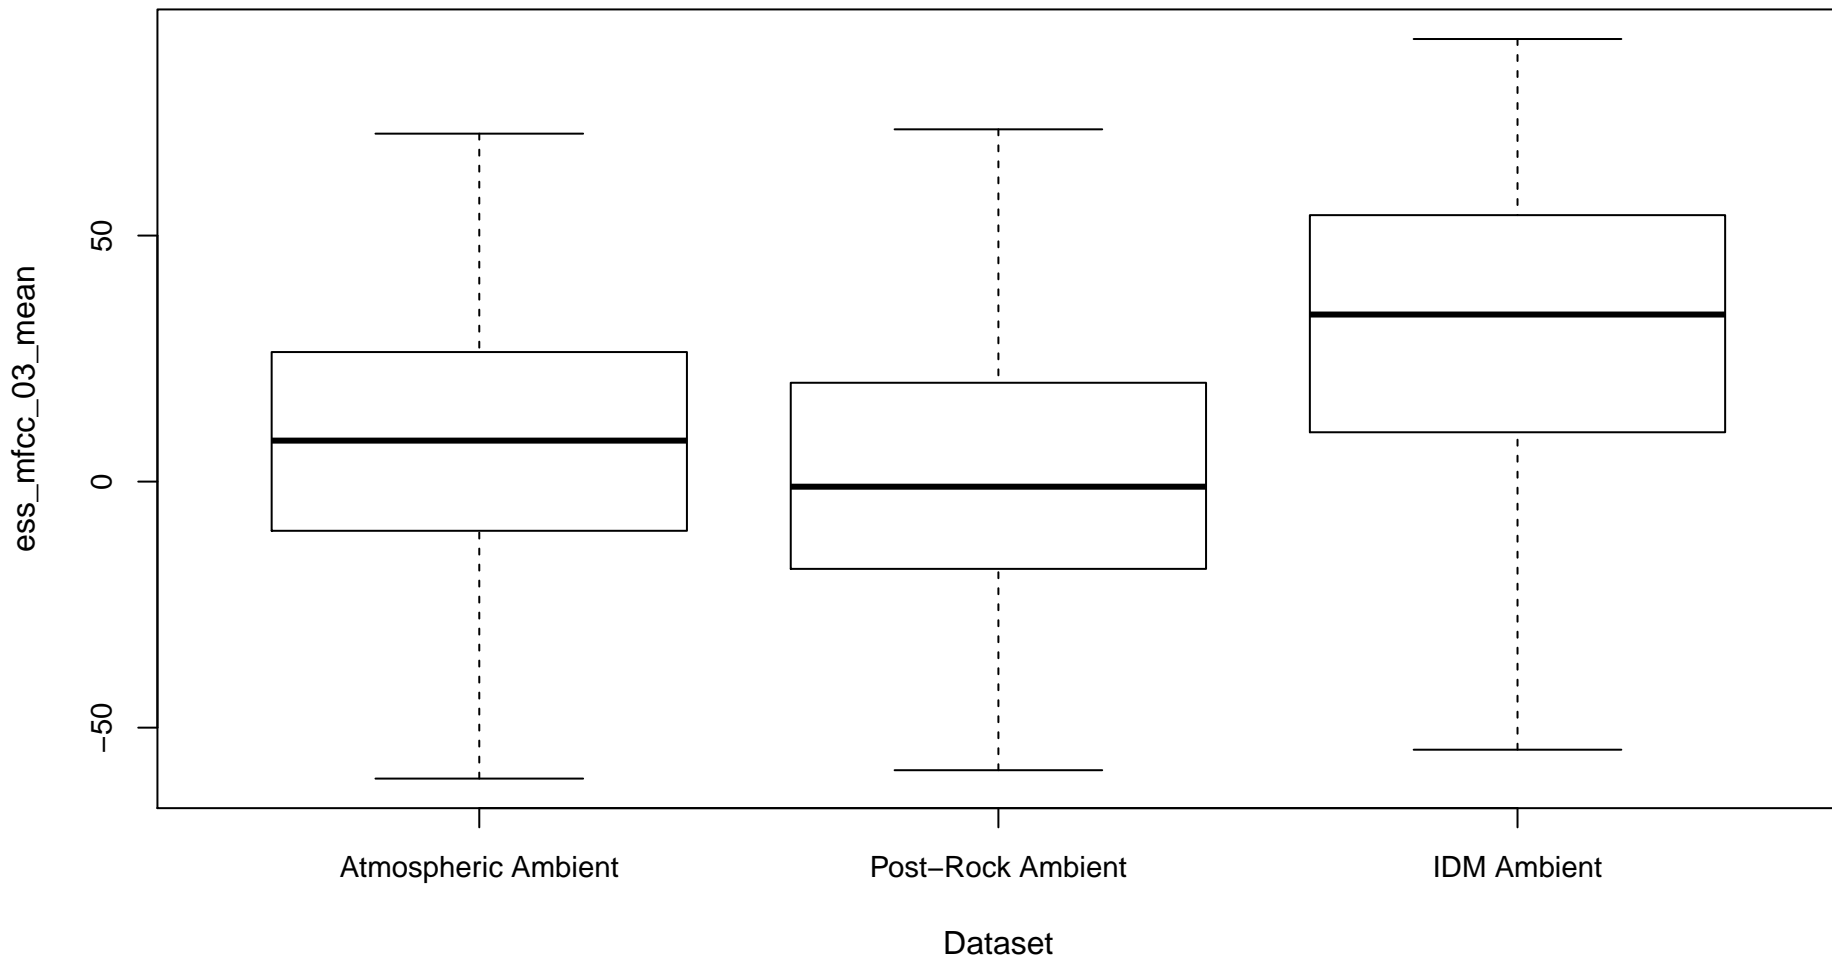 ess_mfcc_03_mean
50
0
−50
Atmospheric Ambient
Post−Rock Ambient
IDM Ambient
Dataset